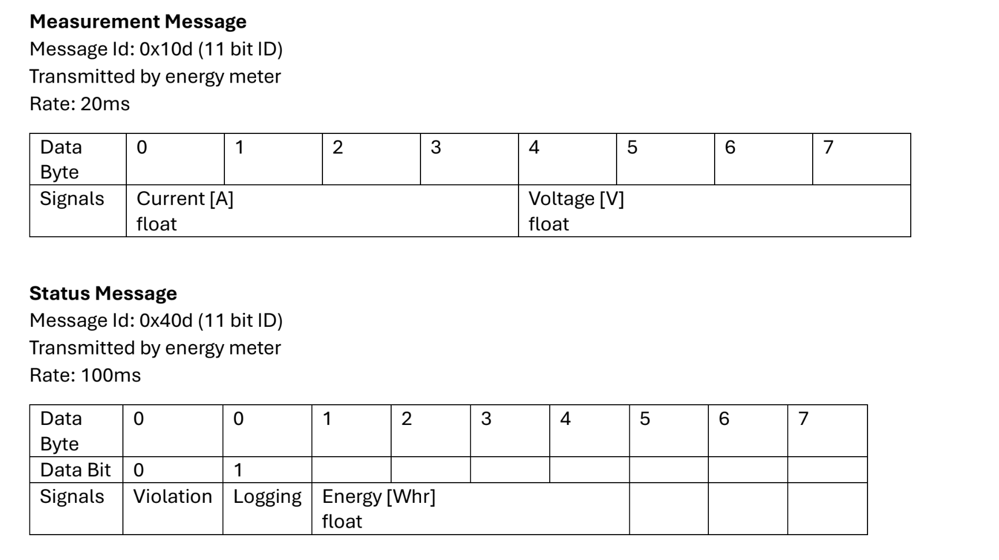 Measurement Message
Message Id: 0x10d (11 bit ID)
Transmitted by energy meter
Rate: 20ms
Data Byte 0 1 2 3 4 5 6 7
Signals Current [A] float Voltage [V] float
Status Message
Message Id: 0x40d (11 bit ID)
Transmitted by energy meter
Rate: 100ms
Data Byte 0 0 1 2 3 4 5 6 7
Data Bit 0 1
Signals Violation Logging Energy [Whr] float